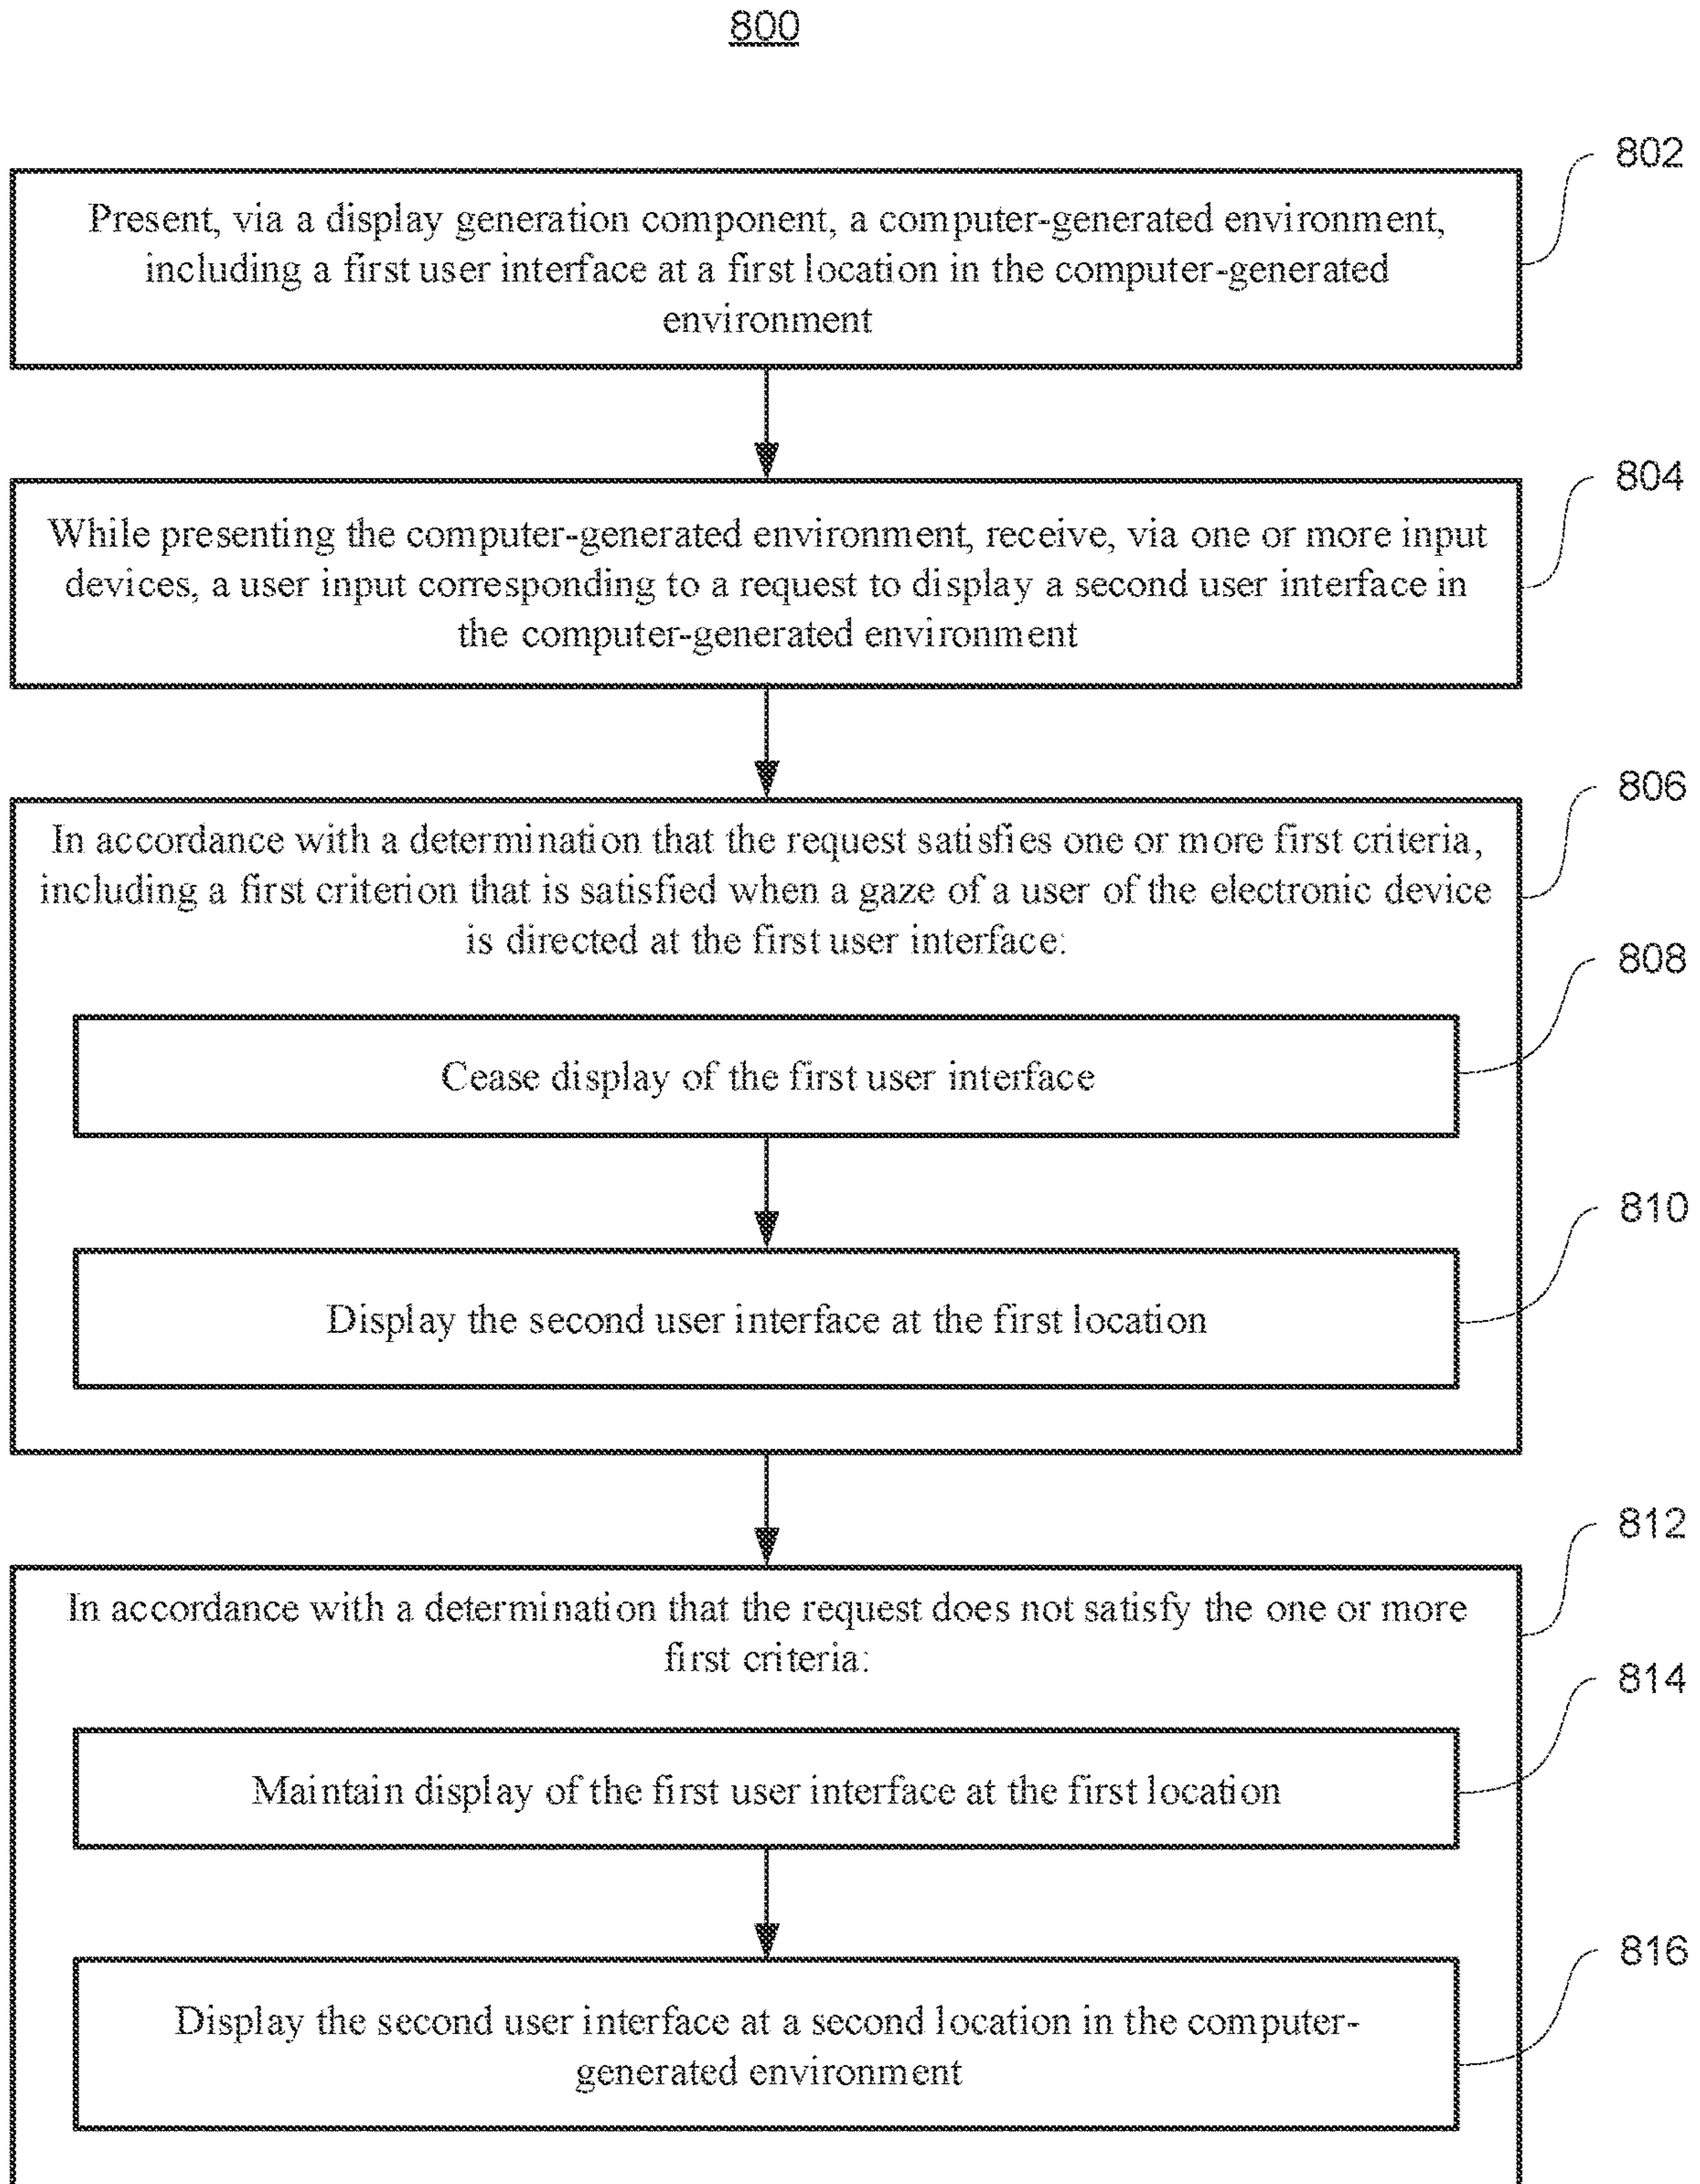 800
802
Present, via a display generation component, a computer-generated environment,
including a first user interface at a first location in the computer-generated
environment
804
While presenting the computer-generated environment, receive, via one or more input
devices, a user input corresponding to a request to display a second user interface in
the computer-generated environment
806
In accordance with a determination that the request satisfies one or more first criteria,
including a first criterion that is satisfied when a gaze of a user of the electronic device
is directed at the first user interface:
808
Cease display of the first user interface
810
Display the second user interface at the first location
812
In accordance with a determination that the request does not satisfy the one or more
first criteria:
814
Maintain display of the first user interface at the first location
816
Display the second user interface at a second location in the computer-
generated environment